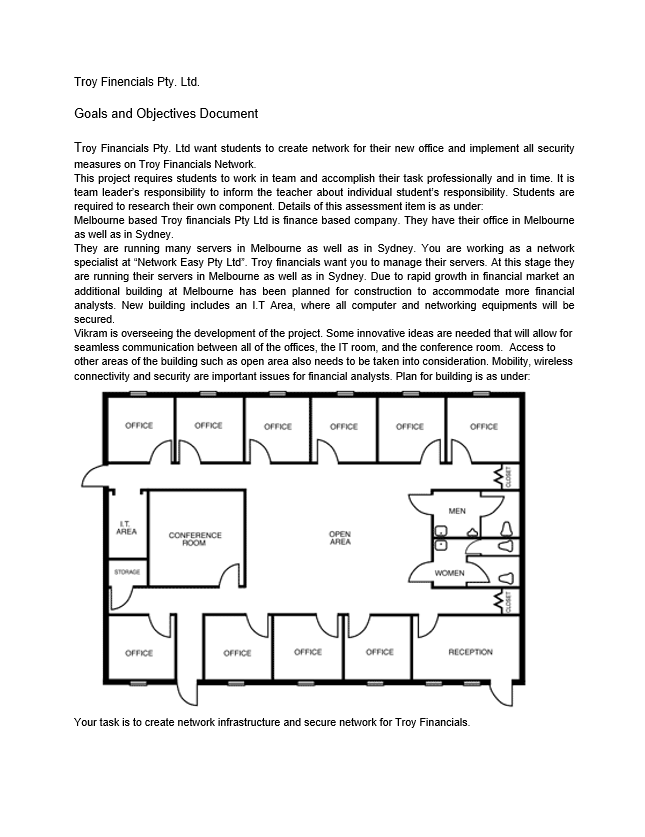 Troy Finencials Pty. Ltd.
Goals and Objectives Document
Troy Financials Pty. Ltd want students to create network for their new office and implement all security
measures on Troy Financials Network.
This project requires students to work in team and accomplish their task professionally and in time. It is
team leader's responsibility to inform the teacher about individual student's responsibility. Students are
required to research their own component. Details of this assessment item is as under:
Melbourne based Troy financials Pty Ltd is finance based company. They have their office in Melbourne
as well as in Sydney.
They are running many servers in Melbourne as well as in Sydney. You are working as a network
specialist at "Network Easy Pty Ltd". Troy financials want you to manage their servers. At this stage they
are running their servers in Melbourne as well as in Sydney. Due to rapid growth in financial market an
additional building at Melbourne has been planned for construction to accommodate more financial
analysts. New building includes an I.T Area, where all computer and networking equipments will be
secured.
Vikram is overseeing the development of the project. Some innovative ideas are needed that will allow for
seamless communication between all of the offices, the IT room, and the conference room. Access to
other areas of the building such as open area also needs to be taken into consideration. Mobility, wireless
connectivity and security are important issues for financial analysts. Plan for building is as under:
OFFICE
OFFICE
OFFICE
OFFICE
OFFICE
OFFICE
CLOSET
I.T.
AREA
CONFERENCE
ROOM
OPEN
AREA
MEN
STORAGE
WOMEN
CLOSET
OFFICE
OFFICE
OFFICE
OFFICE
RECEPTION
Your task is to create network infrastructure and secure network for Troy Financials.